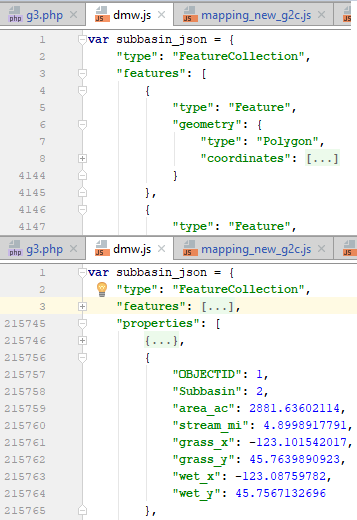 g3.php dmw.js mapping_new_g2c.js
1 var subbasin_json = {
2 "type": "FeatureCollection",
3 "features": [
4 {
5 "type": "Feature",
6 "geometry": {
7 "type": "Polygon",
8 "coordinates": [...]
4144 }
4145 },
4146 {
4147 "type": "Feature",
g3.php dmw.js mapping_new_g2c.js
1 var subbasin_json = {
2 "type": "FeatureCollection",
3 "features": [...],
215745 "properties": [
215746 {...},
215756 {
215757 "OBJECTID": 1,
215758 "Subbasin": 2,
215759 "area_ac": 2881.63602114,
215760 "stream_mi": 4.8998917791,
215761 "grass_x": -123.101542017,
215762 "grass_y": 45.7639890923,
215763 "wet_x": -123.08759782,
215764 "wet_y": 45.7567132696
215765 },